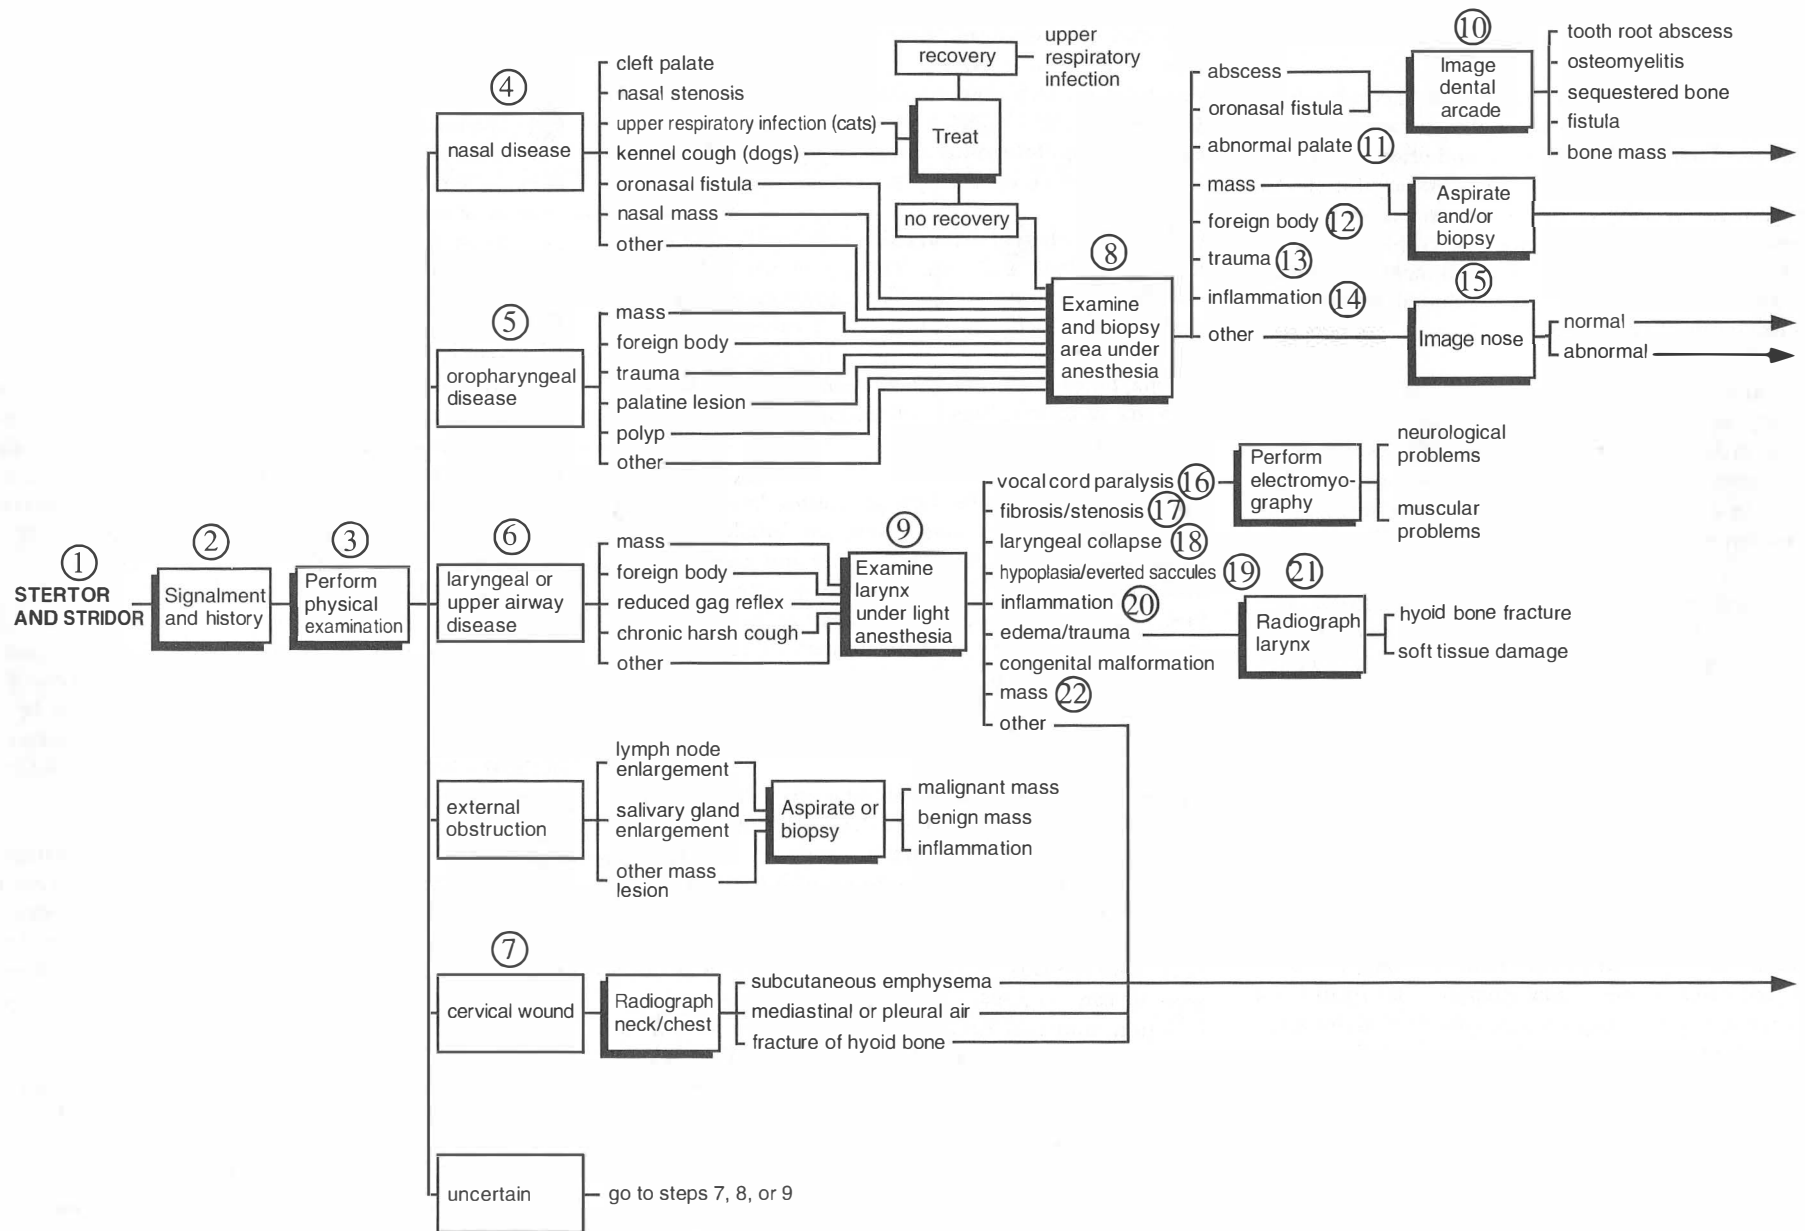 1
STERTOR
AND STRIDOR
2
Signalment
and history
3
Perform
physical
examination
4
nasal disease
cleft palate
nasal stenosis
upper respiratory infection (cats)
kennel cough (dogs)
oronasal fistula
nasal mass
other
recovery
upper
respiratory
infection
Treat
no recovery
5
oropharyngeal
disease
mass
foreign body
trauma
palatine lesion
polyp
other
8
Examine
and biopsy
area under
anesthesia
abscess
oronasal fistula
abnormal palate 11
mass
foreign body 12
trauma 13
inflammation 14
other
10
Image
dental
arcade
tooth root abscess
osteomyelitis
sequestered bone
fistula
bone mass
Aspirate
and/or
biopsy
15
Image nose
normal
abnormal
6
laryngeal or
upper airway
disease
mass
foreign body
reduced gag reflex
chronic harsh cough
other
9
Examine
larynx
under light
anesthesia
vocal cord paralysis 16
fibrosis/stenosis 17
laryngeal collapse 18
hypoplasia/everted saccules 19
inflammation 20
edema/trauma
congenital malformation
mass 22
other
Perform
electromyo-
graphy
neurological
problems
muscular
problems
21
Radiograph
larynx
hyoid bone fracture
soft tissue damage
external
obstruction
lymph node
enlargement
salivary gland
enlargement
other mass
lesion
Aspirate or
biopsy
malignant mass
benign mass
inflammation
7
cervical wound
Radiograph
neck/chest
subcutaneous emphysema
mediastinal or pleural air
fracture of hyoid bone
uncertain
go to steps 7, 8, or 9